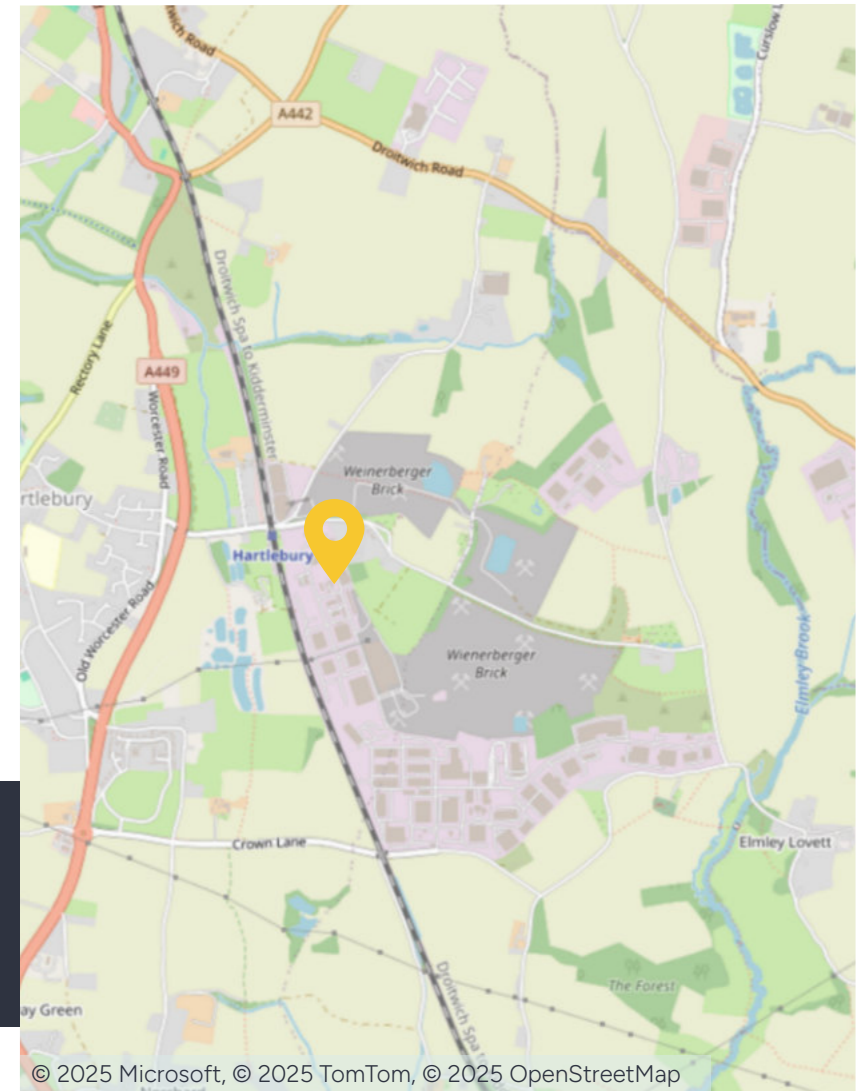 wich Road
Curslow L
A442
Droitwich Road
Droitwich Spa to Kidderminster
Rectory Lane
A449
Worcester Road
Weinerberger
Brick
rtlebury
Hartlebury
Old Worcester Road
Wienerberger
Brick
Elmley Brook
Crown Lane
Elmley Lovett
Droitwich Spa to
The Forest
ay Green
© 2025 Microsoft, © 2025 TomTom, © 2025 OpenStreetMap